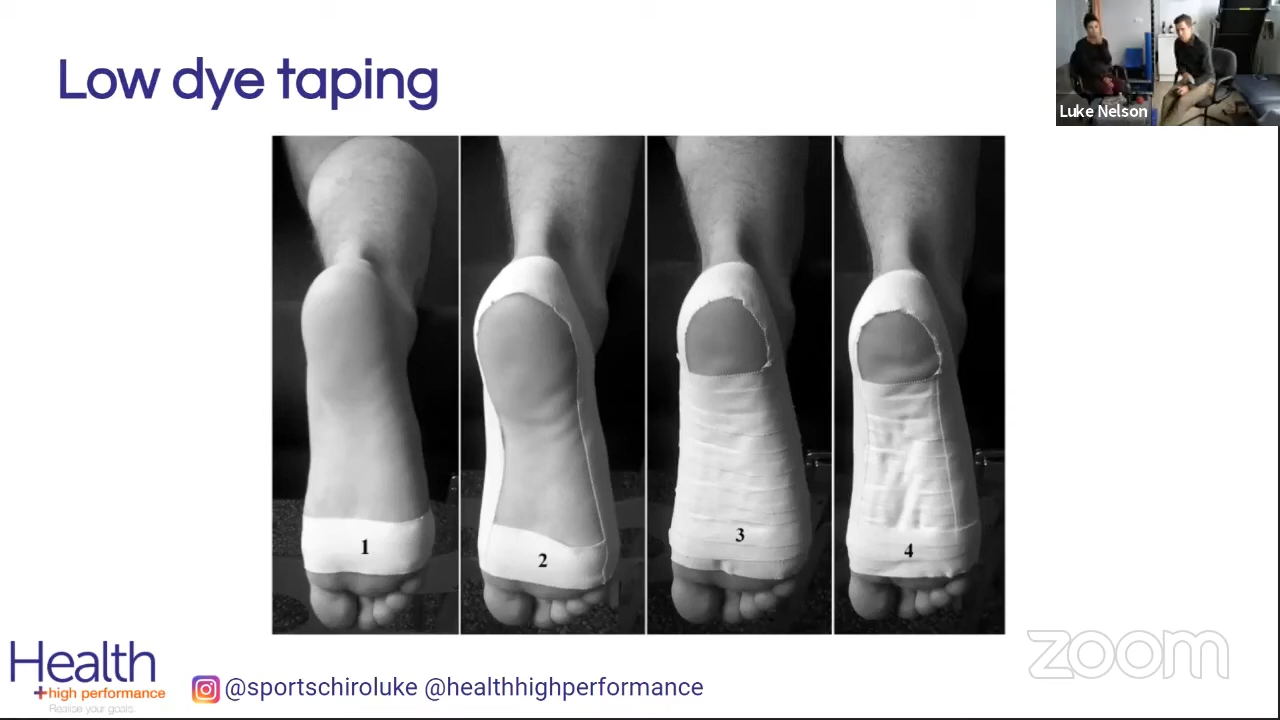 Low dye taping
Luke Nelson
1
2
3
4
Health
+high performance
Realise your goals
@sportschiroluke @healthhighperformance
zoom